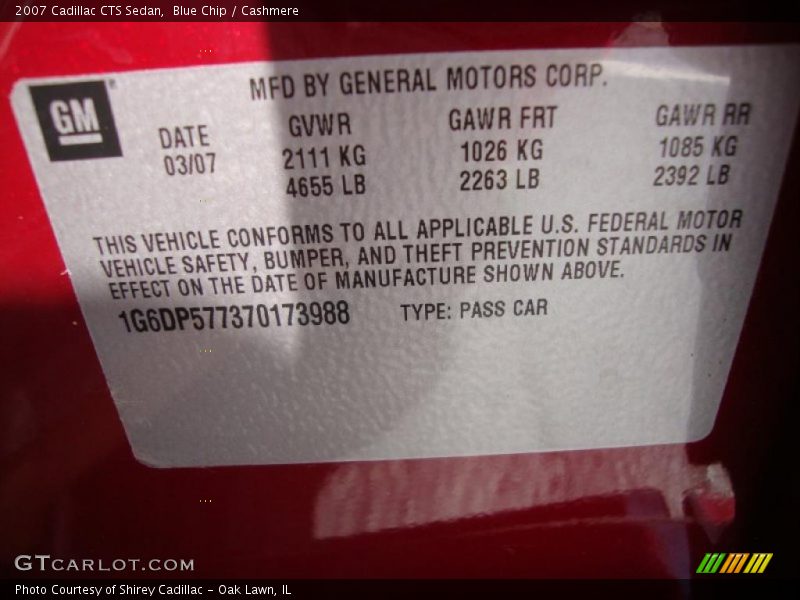 2007 Cadillac CTS Sedan,  Blue Chip / Cashmere
MFD BY GENERAL MOTORS CORP.
GM
DATE GVWR GAWR FRT GAWR RR
03/07 2111 KG 1026 KG 1085 KG
4655 LB 2263 LB 2392 LB
THIS VEHICLE CONFORMS TO ALL APPLICABLE U.S. FEDERAL MOTOR
VEHICLE SAFETY, BUMPER, AND THEFT PREVENTION STANDARDS IN
EFFECT ON THE DATE OF MANUFACTURE SHOWN ABOVE.
1G6DP577370173988 TYPE: PASS CAR
GTCARLOT.COM
Photo Courtesy of Shirey Cadillac - Oak Lawn, IL